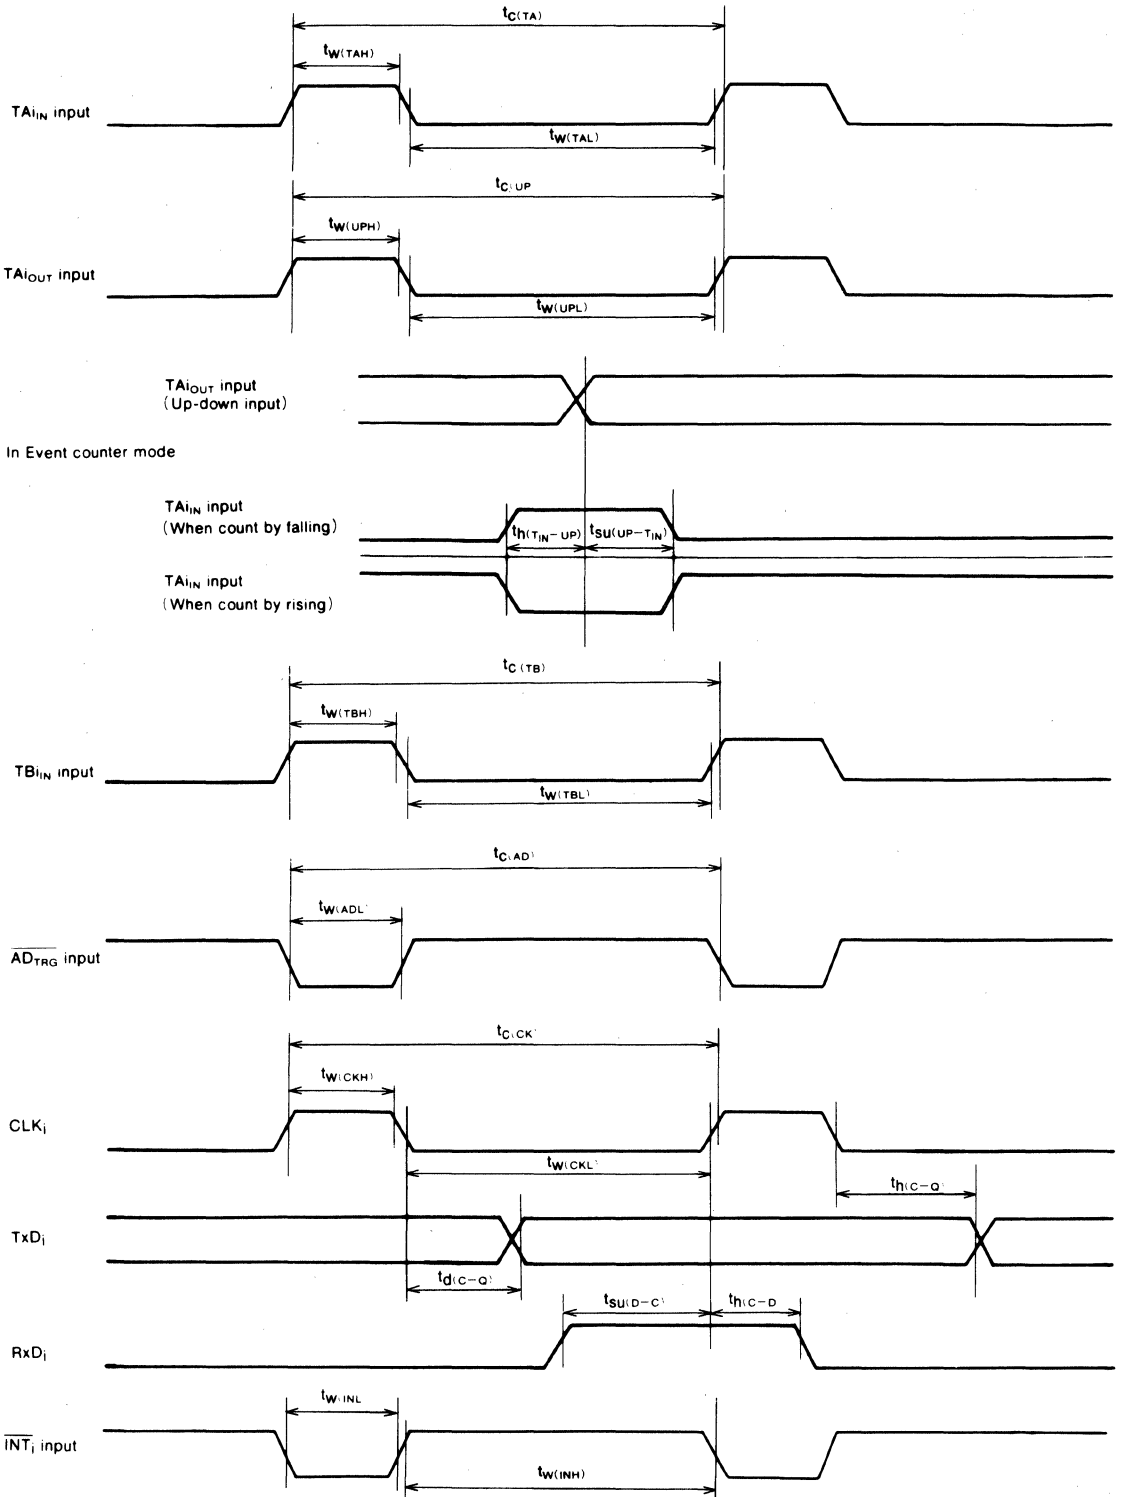 tC(TA)
tW(TAH)
TAiIN input
tW(TAL)
tC(UP
tW(UPH)
TAiOUT input
tW(UPL)
TAiOUT input
(Up-down input)
In Event counter mode
TAiIN input
(When count by falling)
th(TIN-UP)
tsu(UP-TIN)
TAiIN input
(When count by rising)
tC(TB)
tW(TBH)
TBiIN input
tW(TBL)
tC(AD)
tW(ADL)
ADTRG input
tC(CK)
tW(CKH)
CLKi
tW(CKL)
th(C-Q)
TxDi
td(C-Q)
tsu(D-C)
th(C-D
RxDi
tW(INL
INTi input
tW(INH)